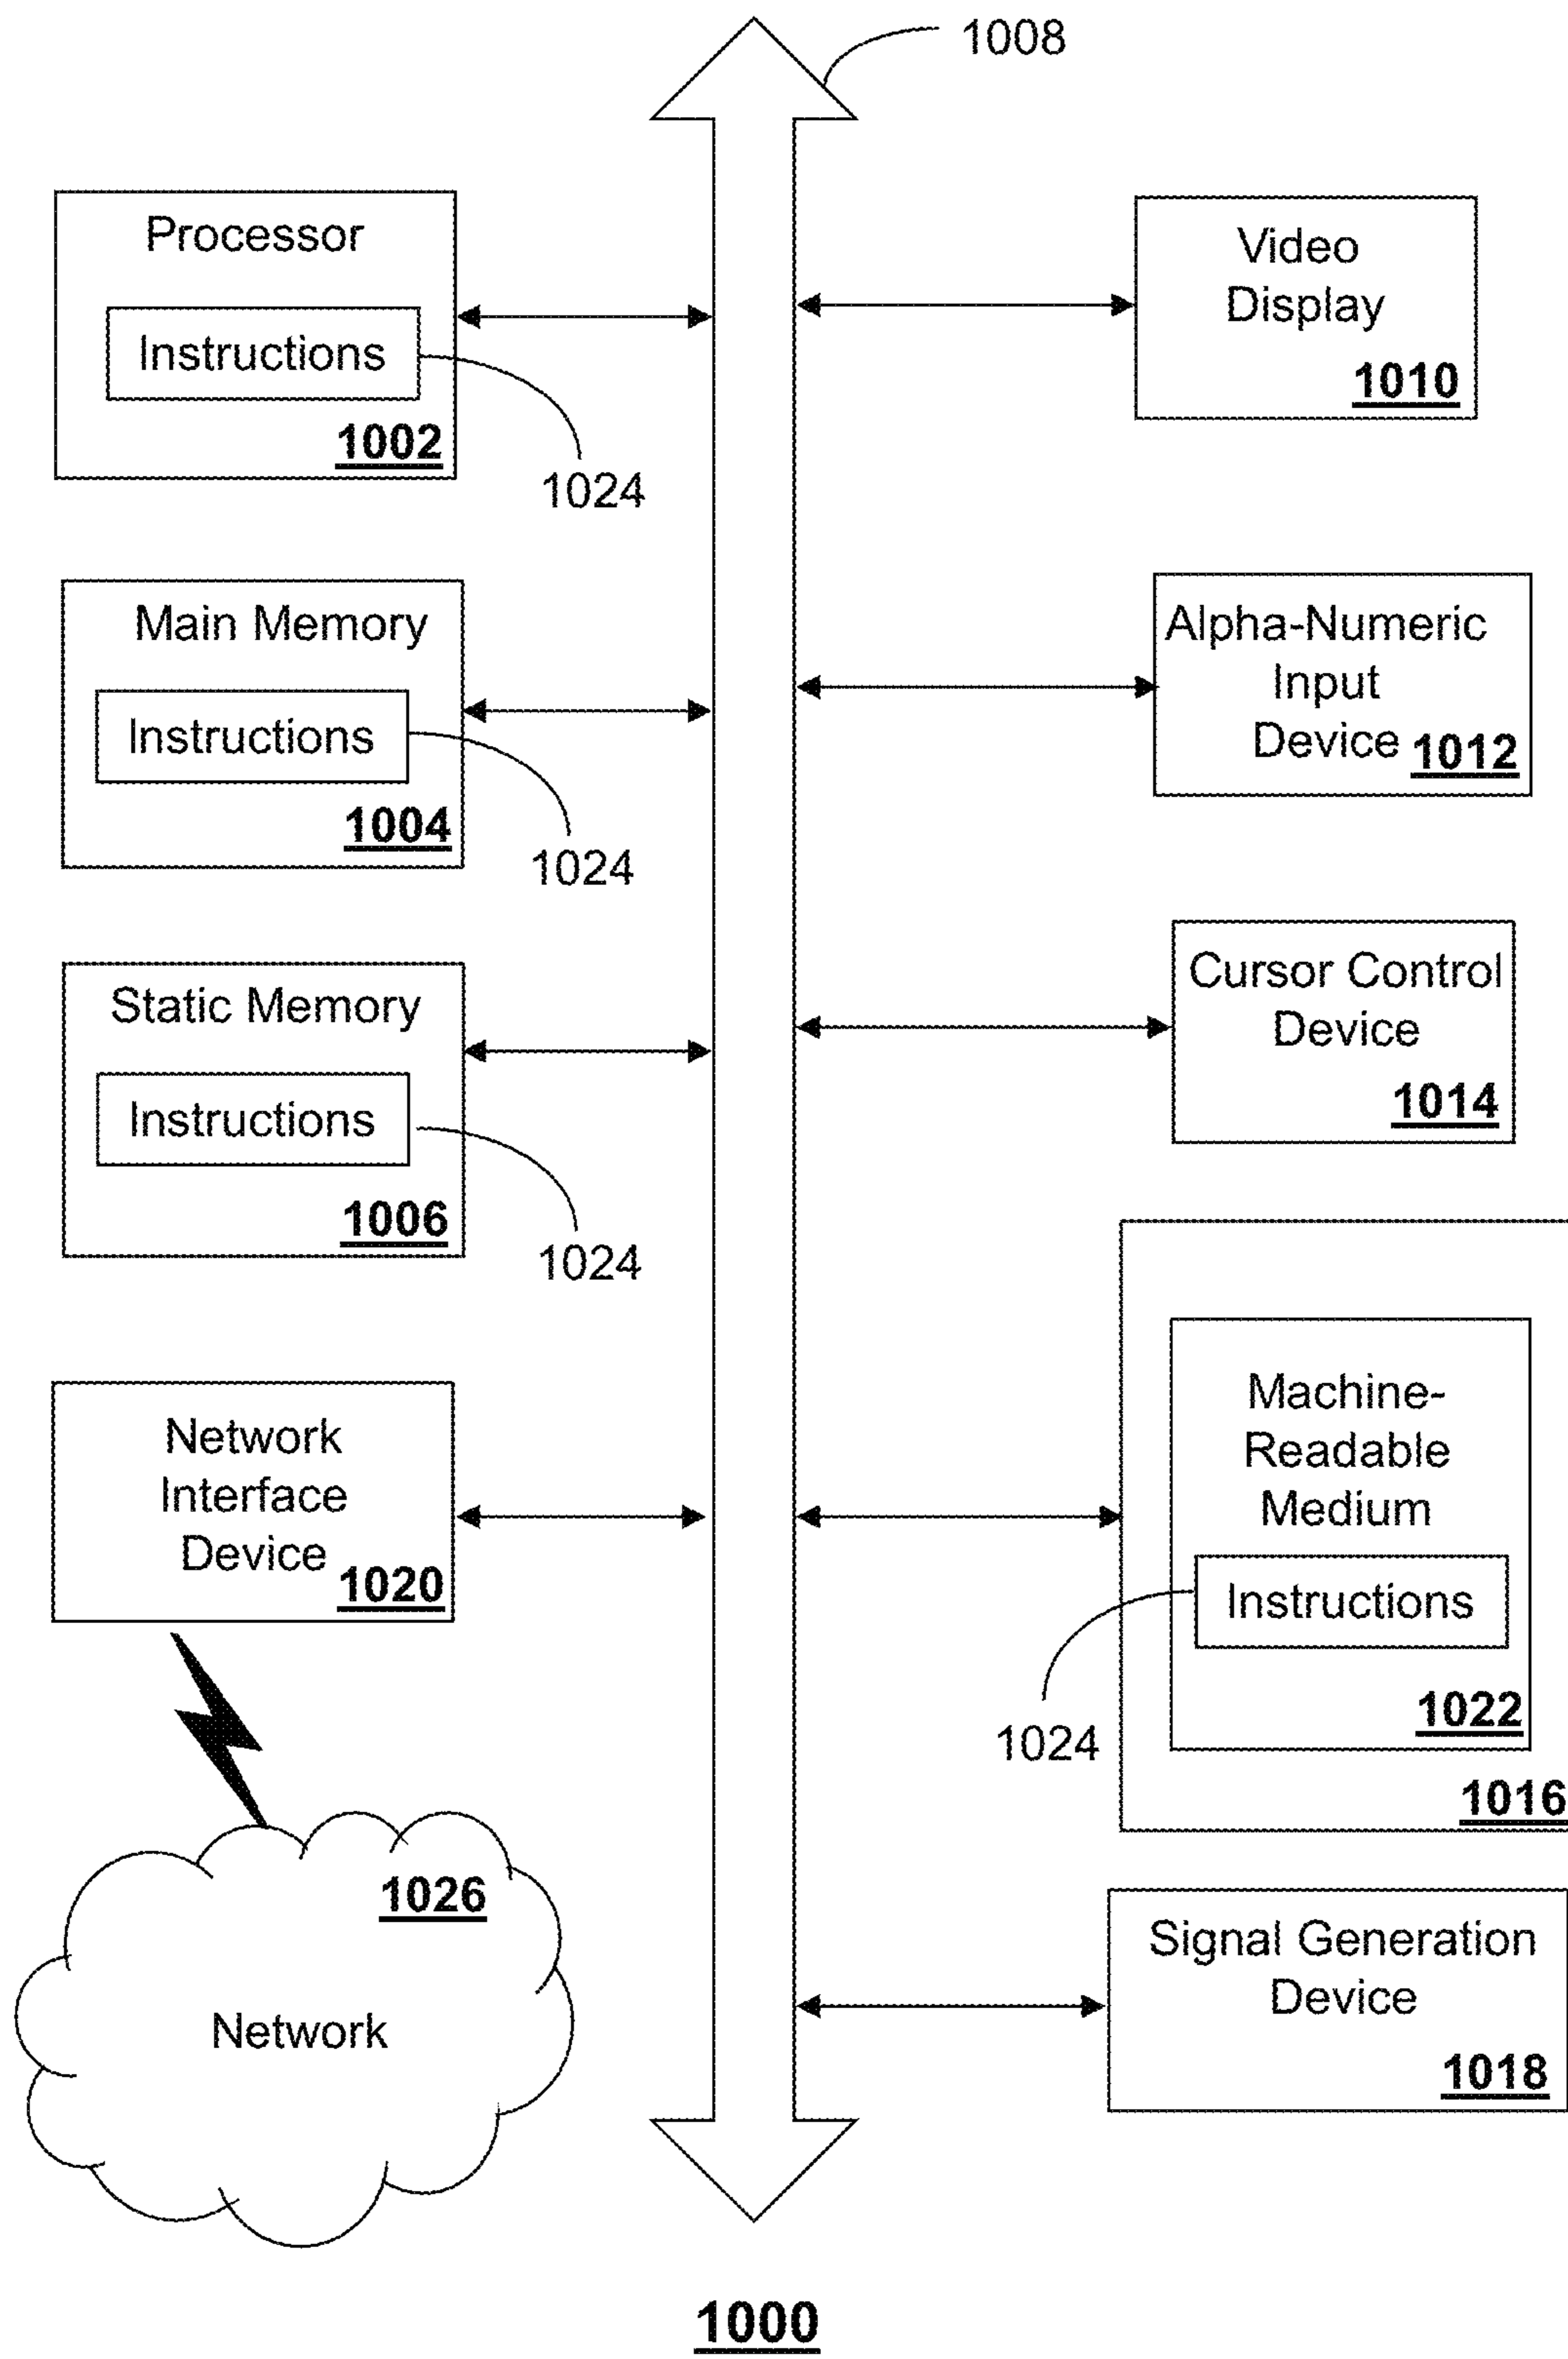 1008
Processor
Instructions
1002
1024
Main Memory
Instructions
1004
1024
Static Memory
Instructions
1006
1024
Network
Interface
Device
1020
1026
Network
Video
Display
1010
Alpha-Numeric
Input
Device 1012
Cursor Control
Device
1014
Machine-
Readable
Medium
Instructions
1024
1022
1016
Signal Generation
Device
1018
1000